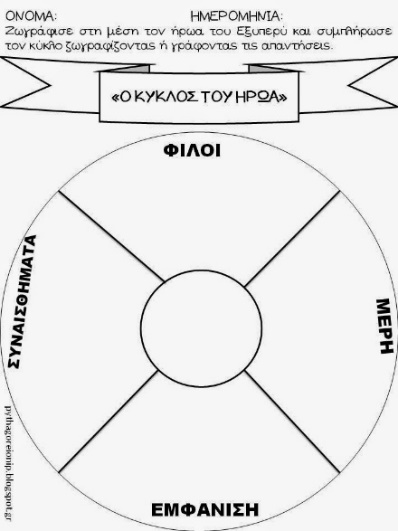 ΟΝΟΜΑ: ΗΜΕΡΟΜΗΝΙΑ:
Ζωγράφισε στη μέση τον ήρωα του Εξυπερύ και συμπλήρωσε
τον κύκλο ζωγραφίζοντας ή γράφοντας τις απαντήσεις.
«Ο ΚΥΚΛΟΣ ΤΟΥ ΗΡΩΑ»
ΦΙΛΟΙ
ΣΥΝΑΙΣΘΗΜΑΤΑ
ΜΕΡΗ
ΕΜΦΑΝΙΣΗ
pythagoreionip.blogspot.gr